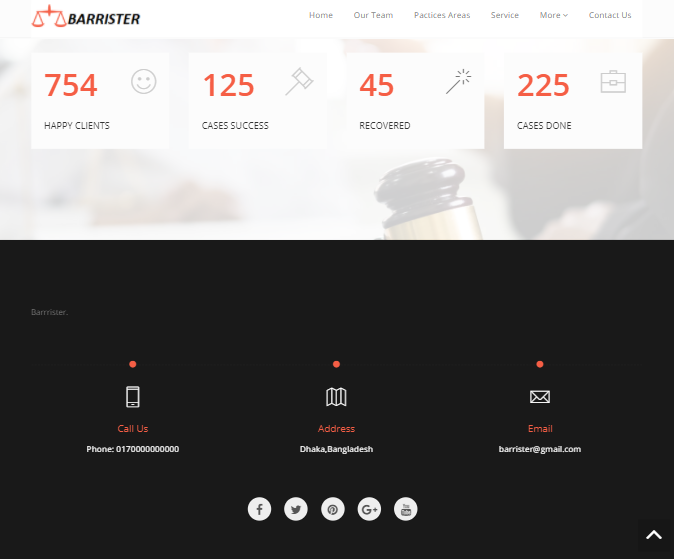 BARRISTER
Home Our Team Pactices Areas Service More Contact Us
754 125 45 225
HAPPY CLIENTS CASES SUCCESS RECOVERED CASES DONE
Barrrister.
Call Us Address Email
Phone: 0170000000000 Dhaka,Bangladesh barrister@gmail.com